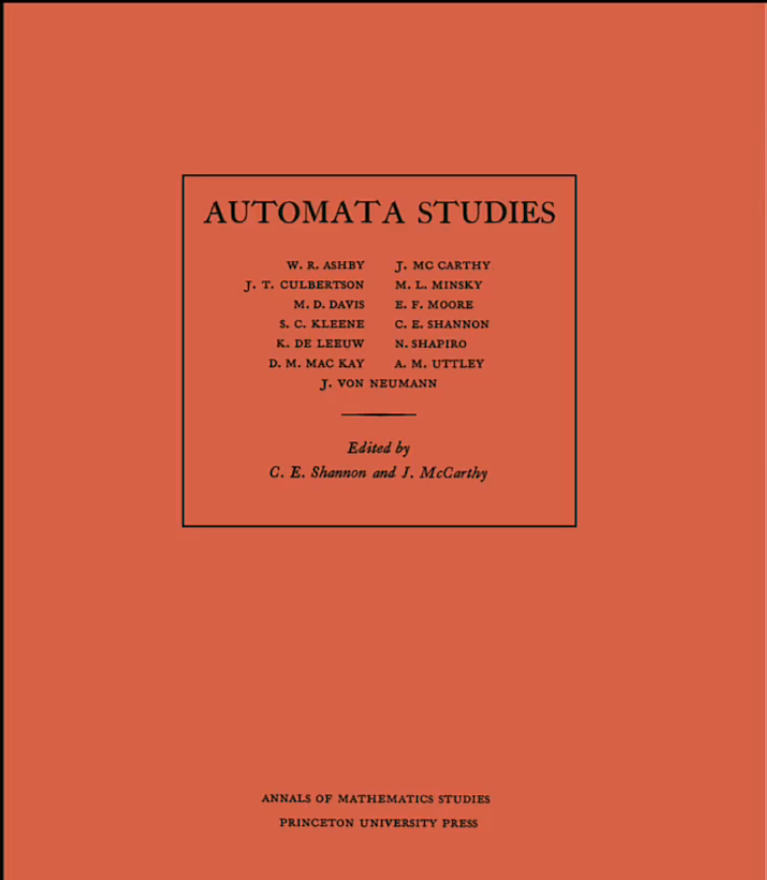 AUTOMATA STUDIES
W. R. ASHBY J. MC CARTHY
J. T. CULBERTSON M. L. MINSKY
M. D. DAVIS E. F. MOORE
S. C. KLEENE C. E. SHANNON
K. DE LEEUW N. SHAPIRO
D. M. MAC KAY A. M. UTTLEY
J. VON NEUMANN
Edited by
C. E. Shannon and J. McCarthy
ANNALS OF MATHEMATICS STUDIES
PRINCETON UNIVERSITY PRESS